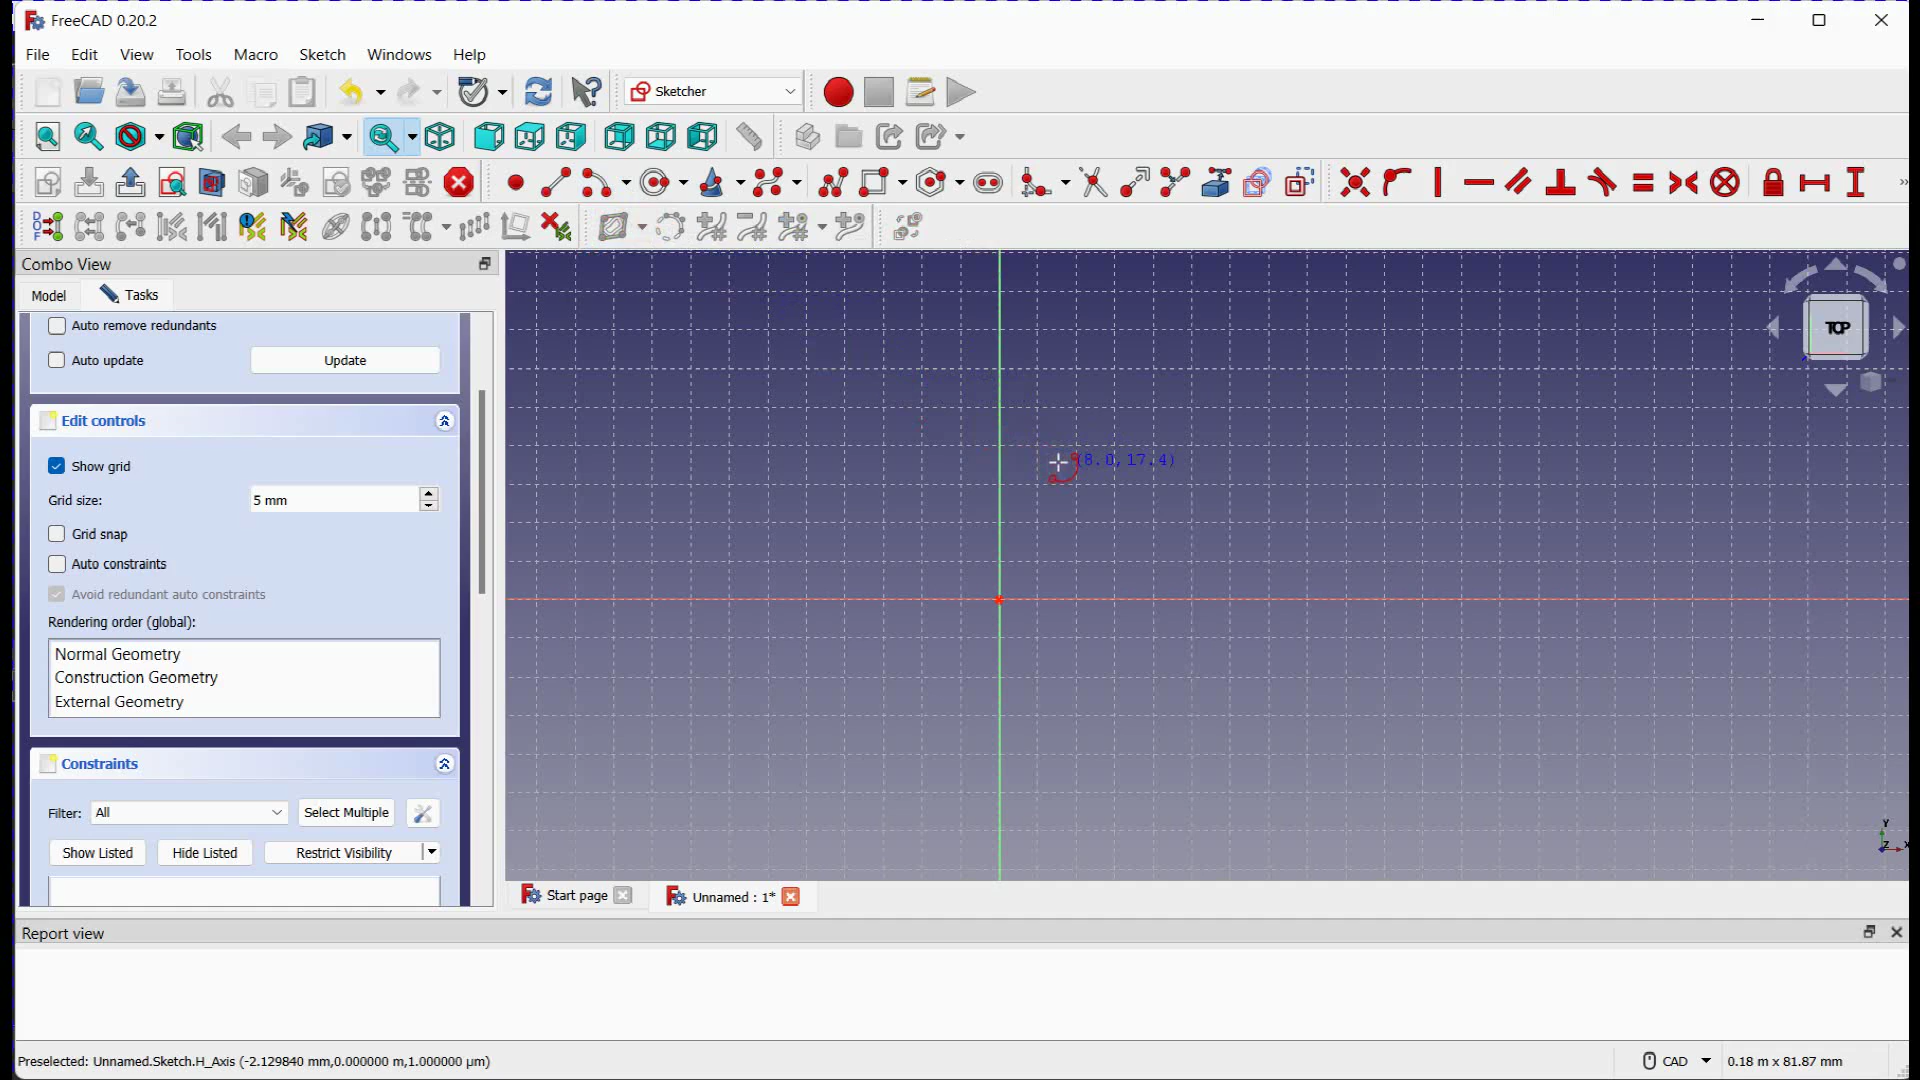 FreeCAD 0.20.2
File Edit View Tools Macro Sketch Windows Help
Sketcher
Combo View
Model Tasks
Auto remove redundants
Auto update Update
Edit controls
Show grid
Grid size: 5 mm
Grid snap
Auto constraints
Avoid redundant auto constraints
Rendering order (global):
Normal Geometry
Construction Geometry
External Geometry
Constraints
Filter: All Select Multiple
Show Listed Hide Listed Restrict Visibility
(8.0,17.4)
TOP
Y
Z X
Start page Unnamed : 1*
Report view
Preselected: Unnamed.Sketch.H_Axis (-2.129840 mm,0.000000 m,1.000000 µm) CAD 0.18 m x 81.87 mm